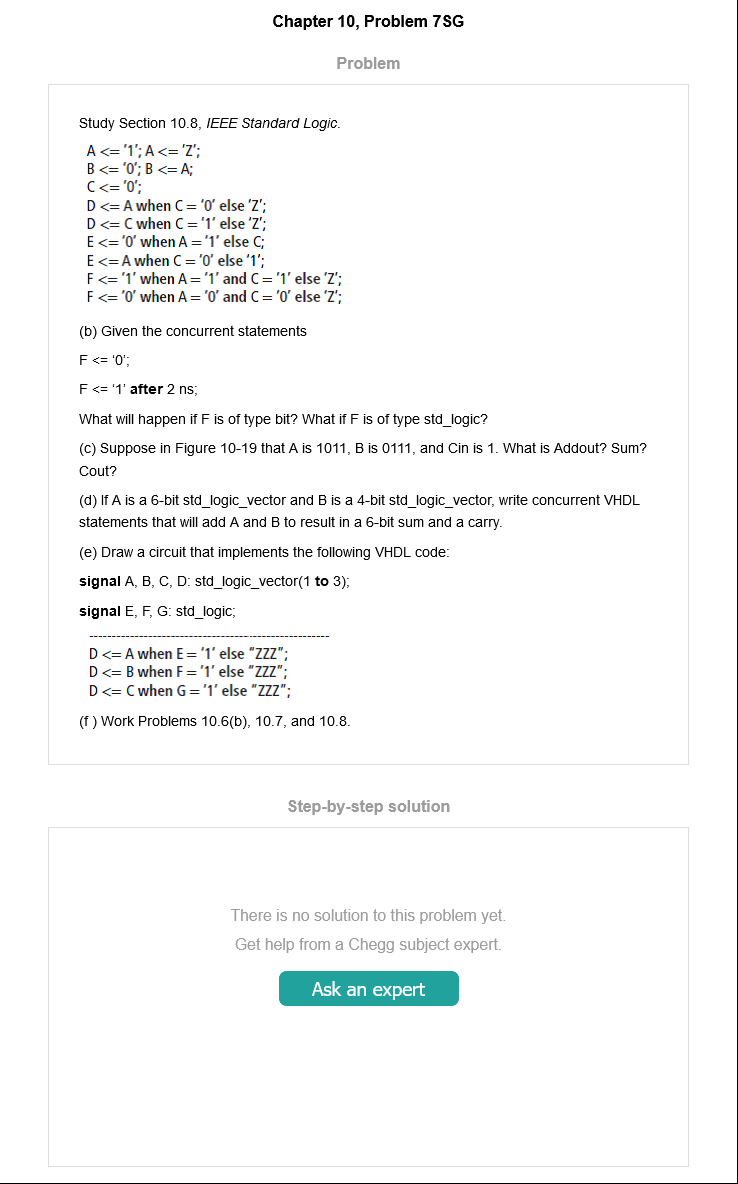 Chapter 10, Problem 7SG
Problem
Study Section 10.8, IEEE Standard Logic.
A <= '1'; A <= 'Z';
B <= '0'; B <= A;
C <= '0';
D <= A when C = '0' else 'Z';
D <= C when C = '1' else 'Z';
E <= '0' when A = '1' else C;
E <= A when C = '0' else '1';
F <= '1' when A = '1' and C = '1' else 'Z';
F <= '0' when A = '0' and C = '0' else 'Z';
(b) Given the concurrent statements
F <= ‘0’;
F <= ‘1’ after 2 ns;
What will happen if F is of type bit? What if F is of type std_logic?
(c) Suppose in Figure 10-19 that A is 1011, B is 0111, and Cin is 1. What is Addout? Sum?
Cout?
(d) If A is a 6-bit std_logic_vector and B is a 4-bit std_logic_vector, write concurrent VHDL
statements that will add A and B to result in a 6-bit sum and a carry.
(e) Draw a circuit that implements the following VHDL code:
signal A, B, C, D: std_logic_vector(1 to 3);
signal E, F, G: std_logic;
------------------------------------------------------
D <= A when E = '1' else "ZZZ";
D <= B when F = '1' else "ZZZ";
D <= C when G = '1' else "ZZZ";
(f ) Work Problems 10.6(b), 10.7, and 10.8.
Step-by-step solution
There is no solution to this problem yet.
Get help from a Chegg subject expert.
Ask an expert